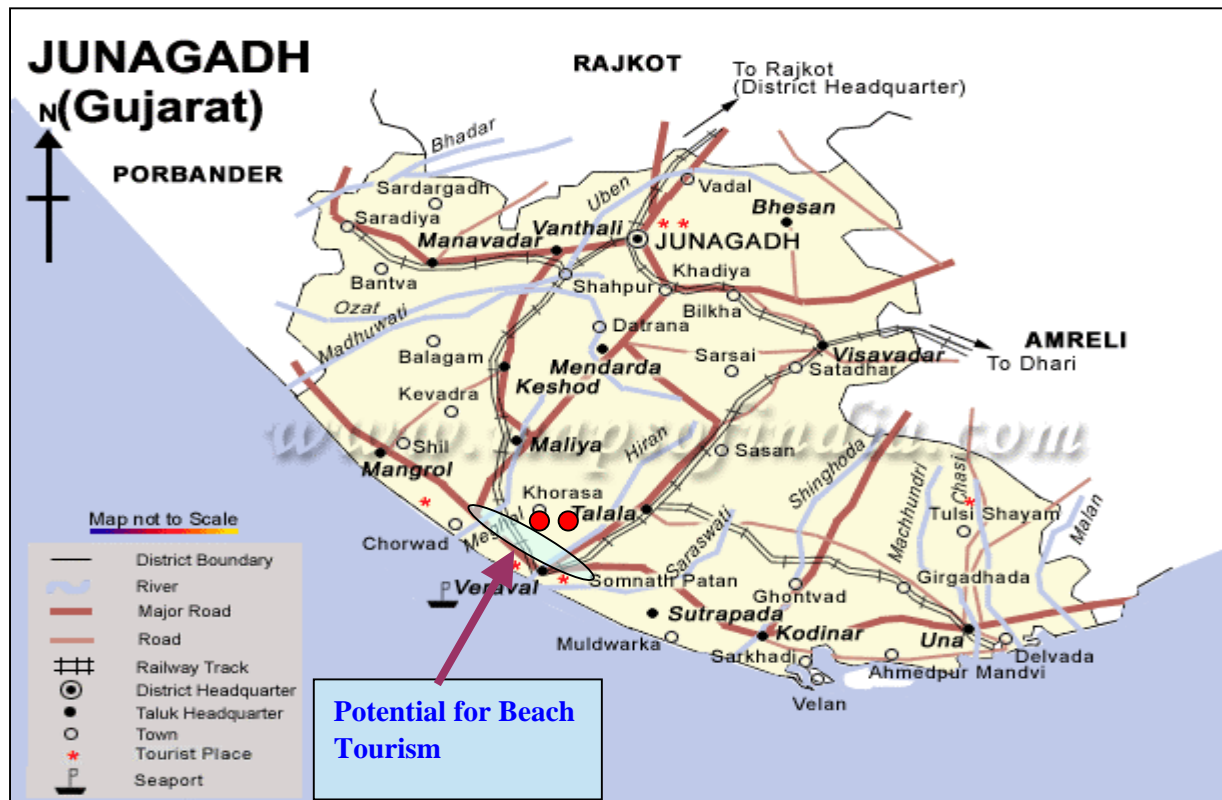 JUNAGADH
(Gujarat)
N
RAJKOT
To Rajkot
(District Headquarter)
PORBANDER
Bhadar
Sardargadh
Uben
Vadal
Bhesan
Saradiya
Manavadar
Vanthali
JUNAGADH
Bantva
Shahpur
Khadiya
Bilkha
Ozat
Madhuwati
Datrana
AMRELI
To Dhari
Balagam
Mendarda
Sarsai
Visavadar
Satadhar
Keshod
Kevadra
www.mapsofindia.com
Shil
Maliya
Hiran
Sasan
Mangrol
Shinghoda
Machhundri
Chasi
Malan
Khorasa
Talala
Meghal
Tulsi Shayam
Chorwad
Saraswati
Veraval
Somnath Patan
Girgadhada
Ghontvad
Sutrapada
Muldwarka
Kodinar
Una
Sarkhadi
Delvada
Ahmedpur Mandvi
Velan
Map not to Scale
District Boundary
River
Major Road
Road
Railway Track
District Headquarter
Taluk Headquarter
Town
Tourist Place
Seaport
Potential for Beach
Tourism